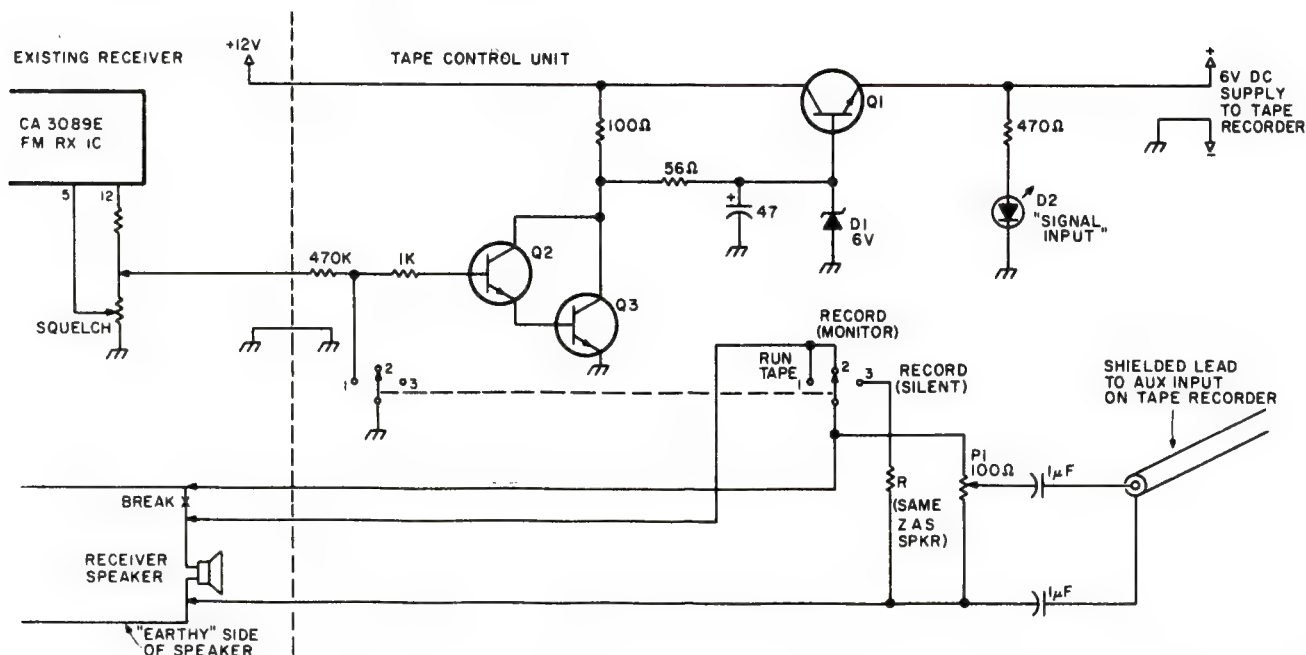 EXISTING RECEIVER
+12V
TAPE CONTROL UNIT
CA 3089E
FM RX IC
5
12
SQUELCH
100Ω
56Ω
+
47
Q1
D1
6V
470Ω
D2
"SIGNAL
INPUT"
+
6V DC
SUPPLY
TO TAPE
RECORDER
-
470K
1K
Q2
Q3
1
2
3
RECORD
(MONITOR)
RUN
TAPE
1
2
3
RECORD
(SILENT)
SHIELDED LEAD
TO AUX INPUT
ON TAPE RECORDER
P1
100Ω
1µF
R
(SAME
Z AS
SPKR)
1µF
BREAK
RECEIVER
SPEAKER
"EARTHY" SIDE
OF SPEAKER